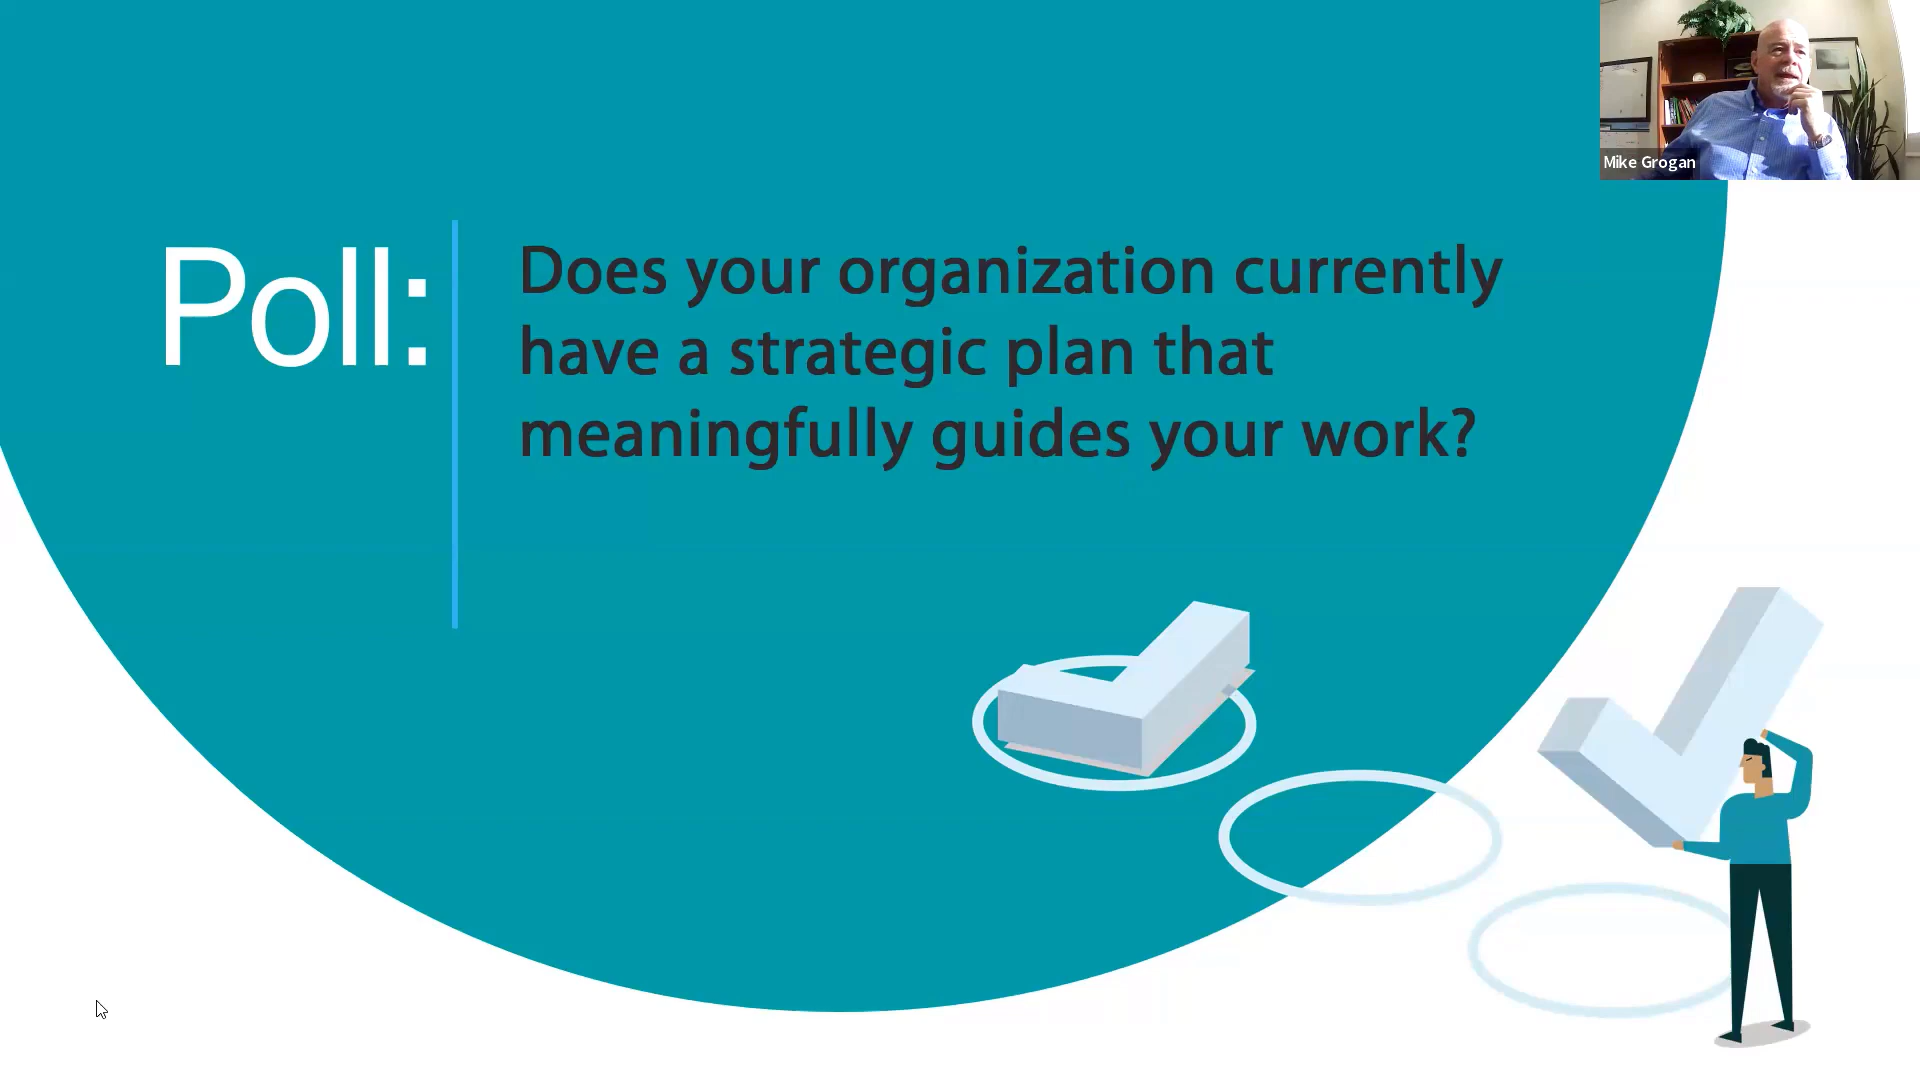 Mike Grogan
Poll:
Does your organization currently
have a strategic plan that
meaningfully guides your work?